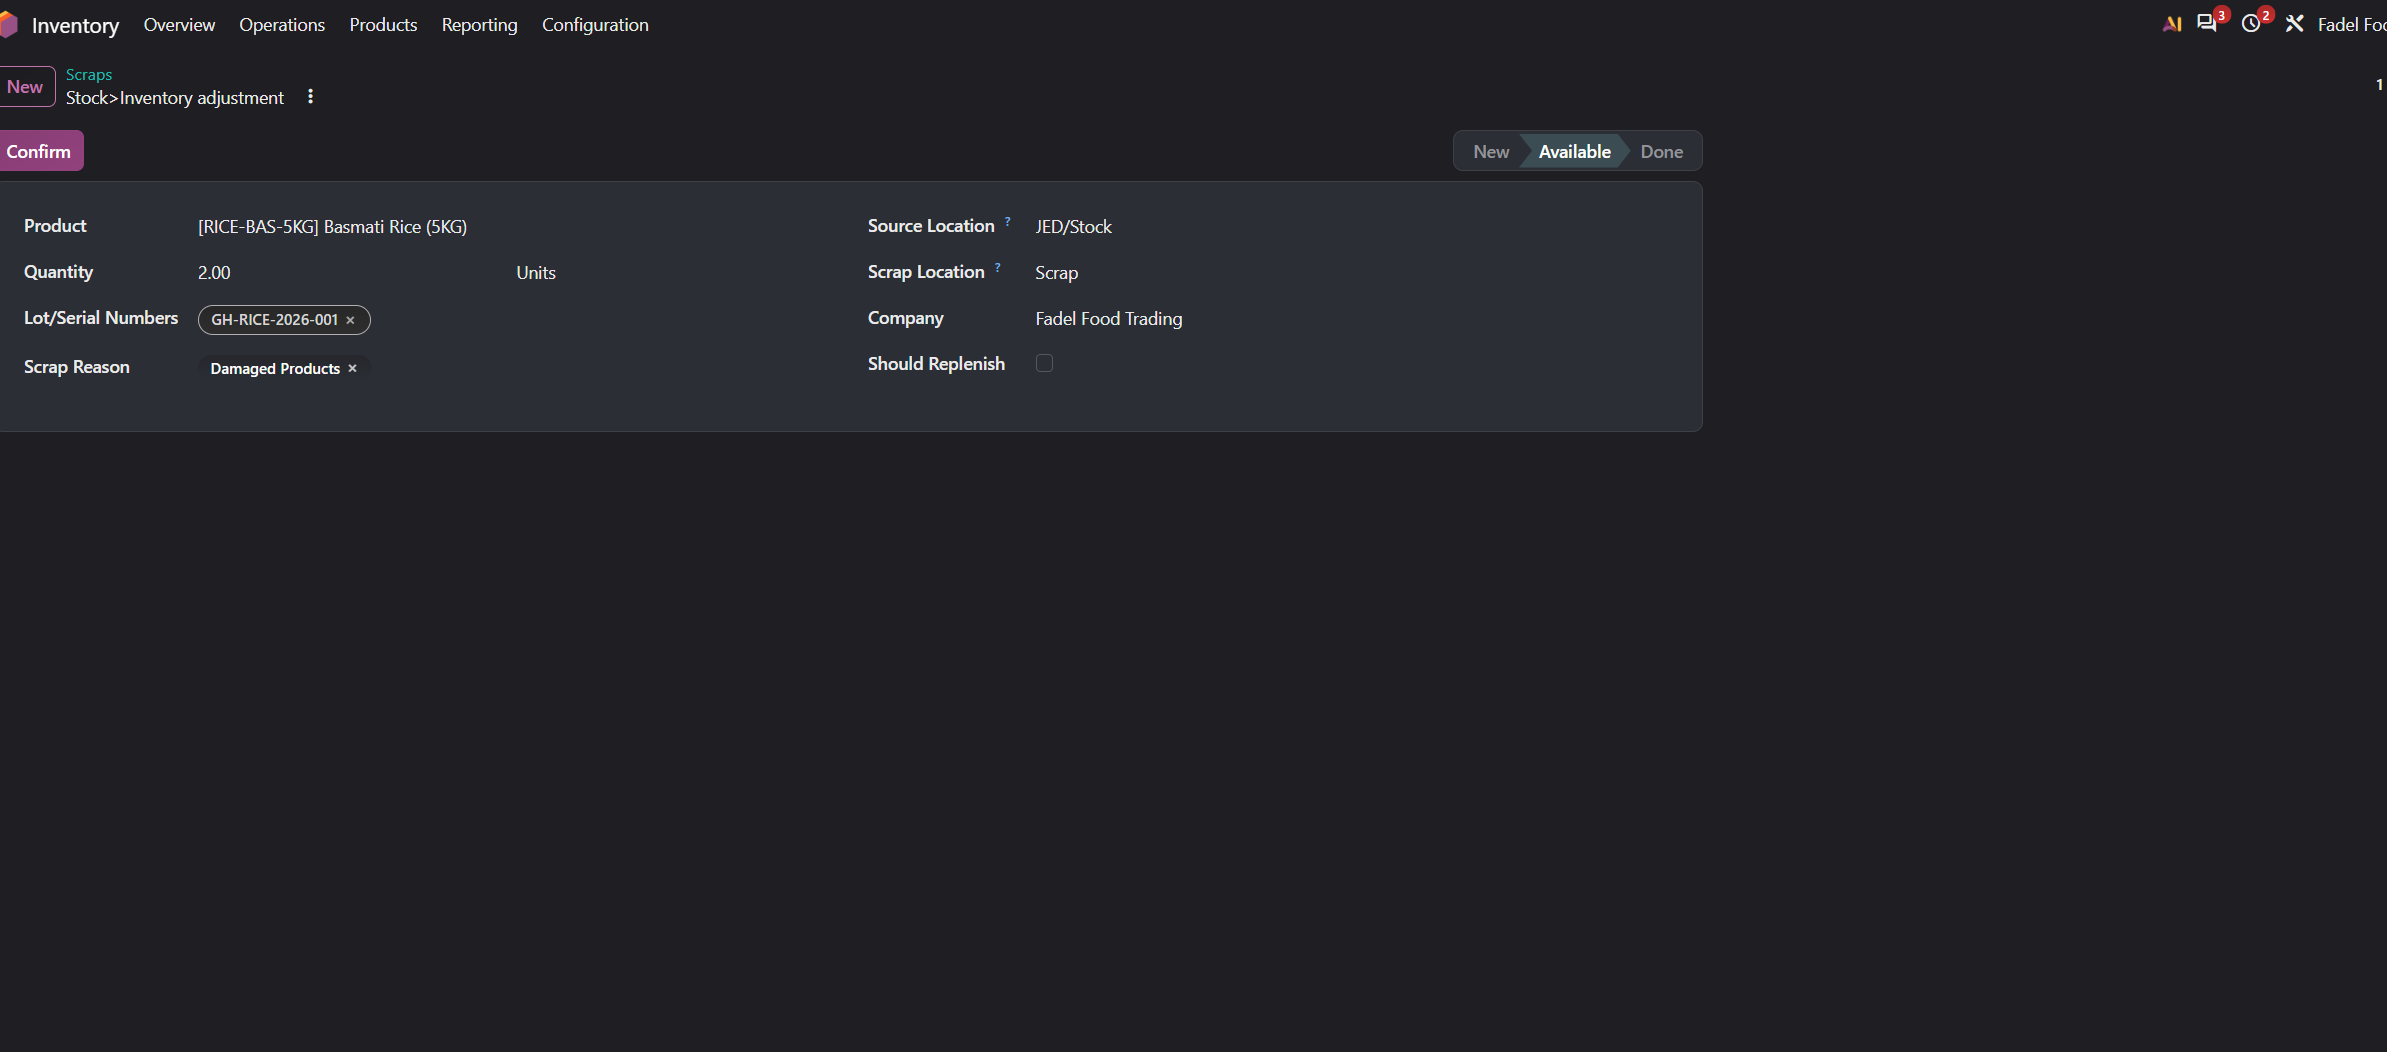 Inventory Overview Operations Products Reporting Configuration 3 2 Fadel Foo
New Scraps 1
Stock>Inventory adjustment
Confirm New Available Done
Product [RICE-BAS-5KG] Basmati Rice (5KG) Source Location ? JED/Stock
Quantity 2.00 Units Scrap Location ? Scrap
Lot/Serial Numbers GH-RICE-2026-001 × Company Fadel Food Trading
Scrap Reason Damaged Products × Should Replenish